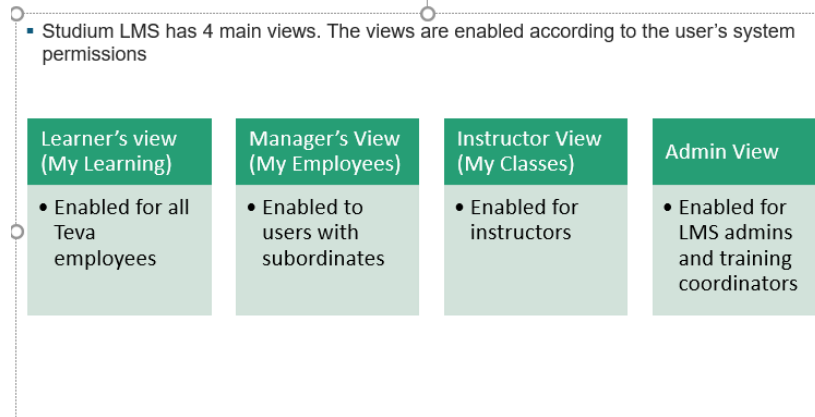 ▪ Studium LMS has 4 main views. The views are enabled according to the user’s system
permissions
Learner’s view
(My Learning)
• Enabled for all
Teva
employees
Manager’s View
(My Employees)
• Enabled to
users with
subordinates
Instructor View
(My Classes)
• Enabled for
instructors
Admin View
• Enabled for
LMS admins
and training
coordinators